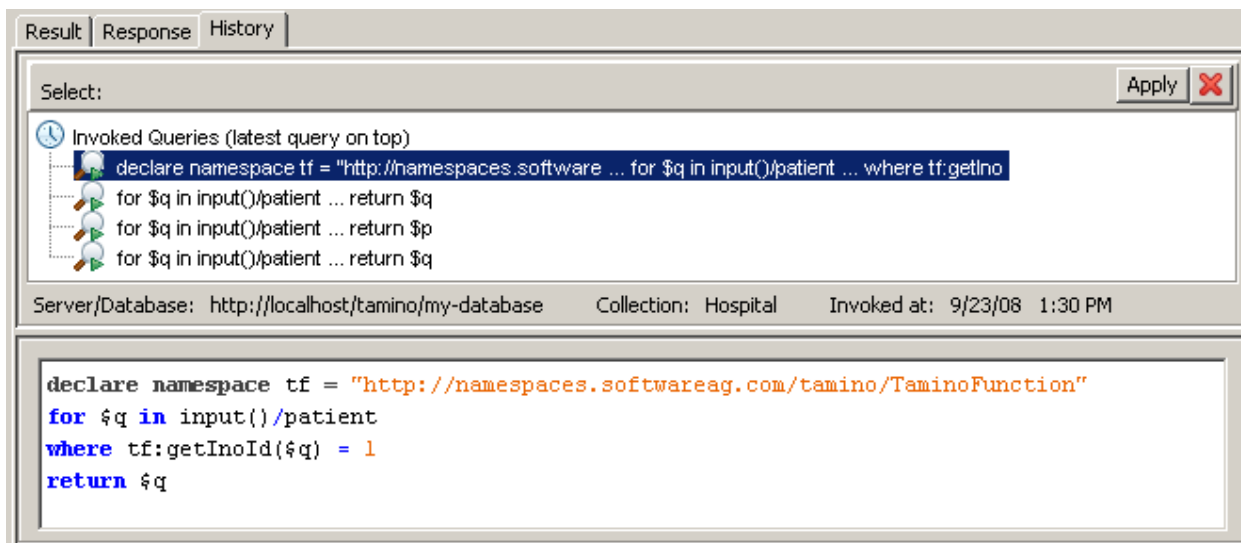 Result Response History
Select: Apply
Invoked Queries (latest query on top)
declare namespace tf = "http://namespaces.software ... for $q in input()/patient ... where tf:getIno
for $q in input()/patient ... return $q
for $q in input()/patient ... return $p
for $q in input()/patient ... return $q
Server/Database: http://localhost/tamino/my-database Collection: Hospital Invoked at: 9/23/08 1:30 PM
declare namespace tf = "http://namespaces.softwareag.com/tamino/TaminoFunction"
for $q in input()/patient
where tf:getInoId($q) = 1
return $q